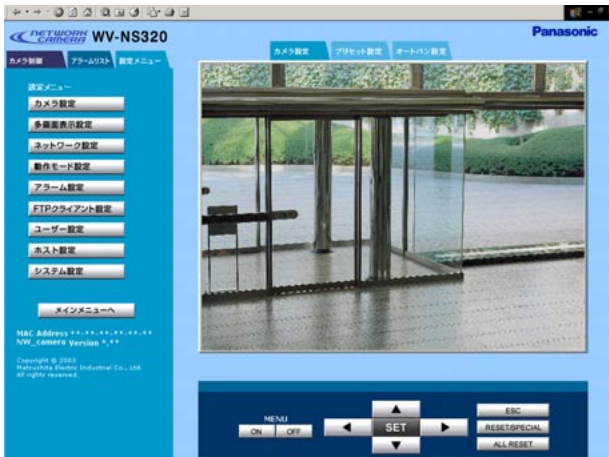 NETWORK CAMERA WV-NS320
Panasonic
カメラ制御 アラームリスト 設定メニュー
カメラ設定 プリセット設定 オートパン設定
設定メニュー
カメラ設定
多画面表示設定
ネットワーク設定
動作モード設定
アラーム設定
FTPクライアント設定
ユーザー設定
ホスト設定
システム設定
メインメニューへ
MAC Address **-**-**-**-**-**
NW_camera Version *.**
Copyright © 2003
Matsushita Electric Industrial Co., Ltd.
All rights reserved.
MENU
ON OFF
SET
ESC
RESET/SPECIAL
ALL RESET